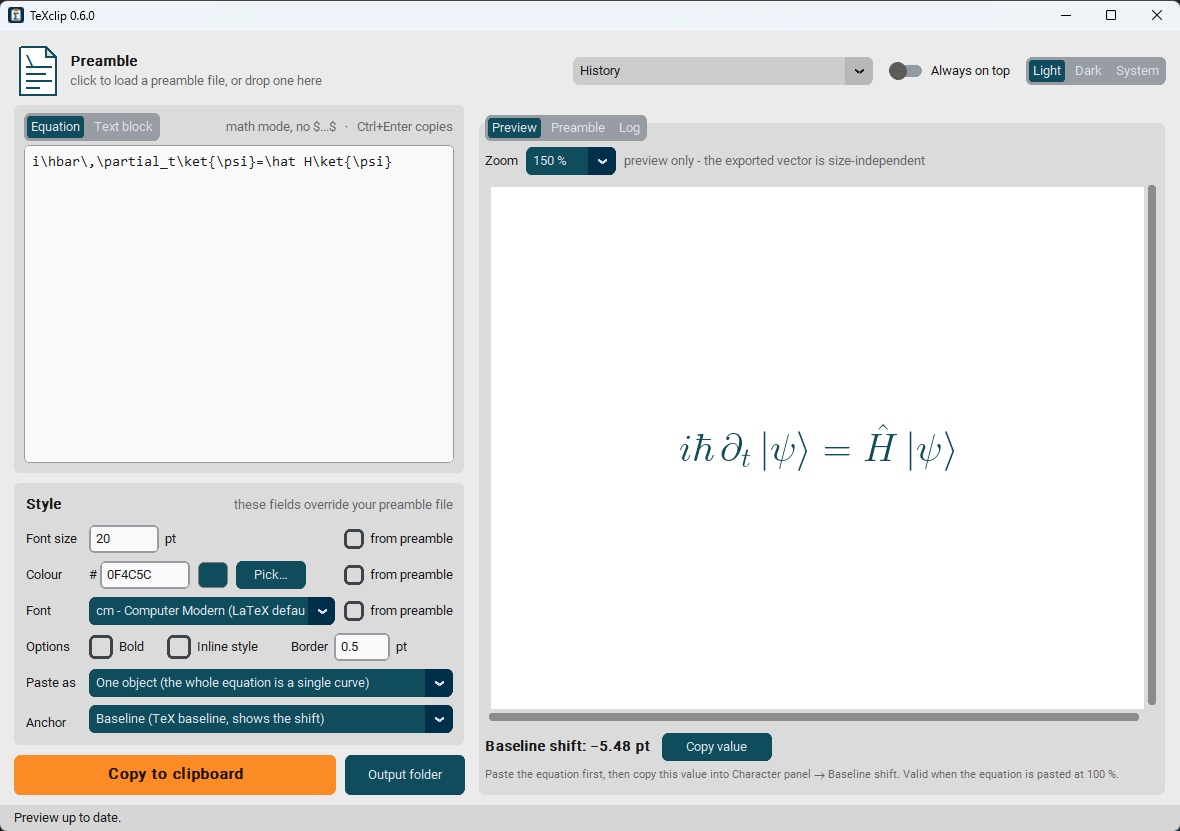 TeXclip 0.6.0
Preamble
click to load a preamble file, or drop one here
History
Always on top
Light Dark System
Equation Text block
math mode, no $...$ · Ctrl+Enter copies
i\hbar\,\partial_t\ket{\psi}=\hat H\ket{\psi}
Style
these fields override your preamble file
Font size 20 pt from preamble
Colour # 0F4C5C Pick... from preamble
Font cm - Computer Modern (LaTeX defau from preamble
Options Bold Inline style Border 0.5 pt
Paste as One object (the whole equation is a single curve)
Anchor Baseline (TeX baseline, shows the shift)
Copy to clipboard Output folder
Preview Preamble Log
Zoom 150 % preview only - the exported vector is size-independent
iℏ ∂ₜ |ψ⟩ = Ĥ |ψ⟩
Baseline shift: −5.48 pt Copy value
Paste the equation first, then copy this value into Character panel → Baseline shift. Valid when the equation is pasted at 100 %.
Preview up to date.